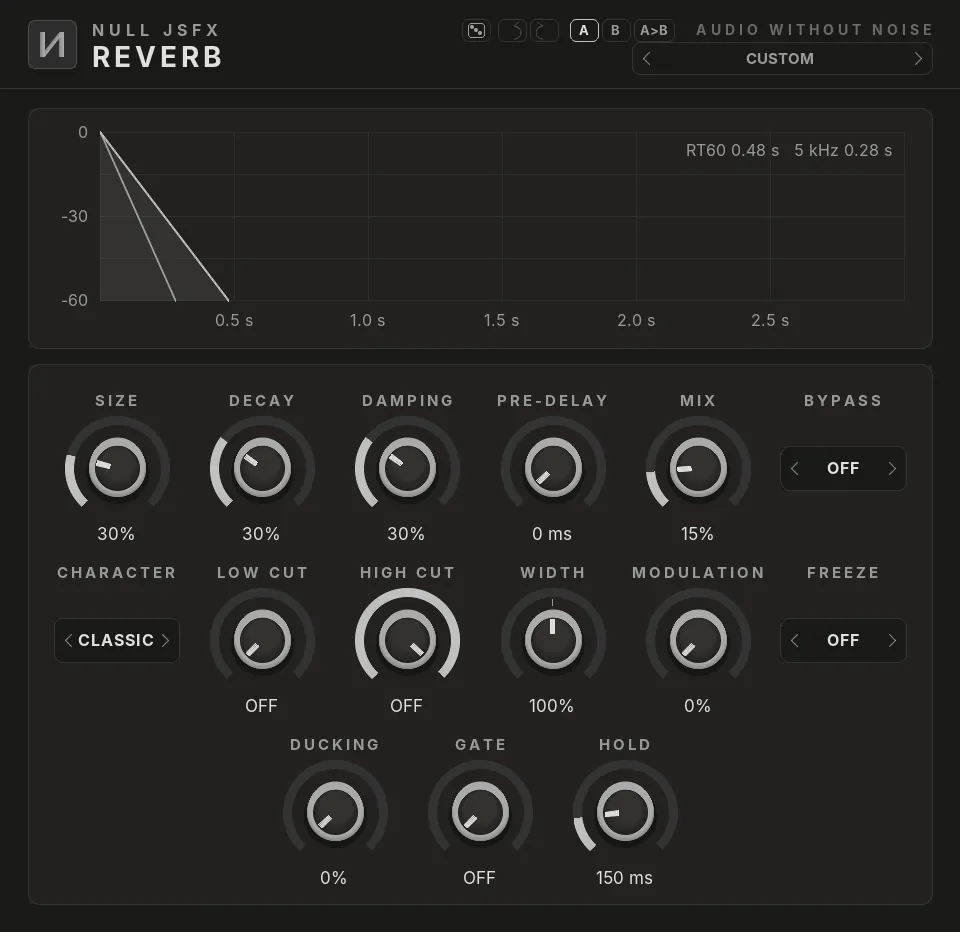 NULL JSFX
REVERB
A B A>B AUDIO WITHOUT NOISE
CUSTOM
0
RT60 0.48 s 5 kHz 0.28 s
-30
-60
0.5 s 1.0 s 1.5 s 2.0 s 2.5 s
SIZE DECAY DAMPING PRE-DELAY MIX BYPASS
OFF
30% 30% 30% 0 ms 15%
CHARACTER LOW CUT HIGH CUT WIDTH MODULATION FREEZE
CLASSIC OFF
OFF OFF 100% 0%
DUCKING GATE HOLD
0% OFF 150 ms